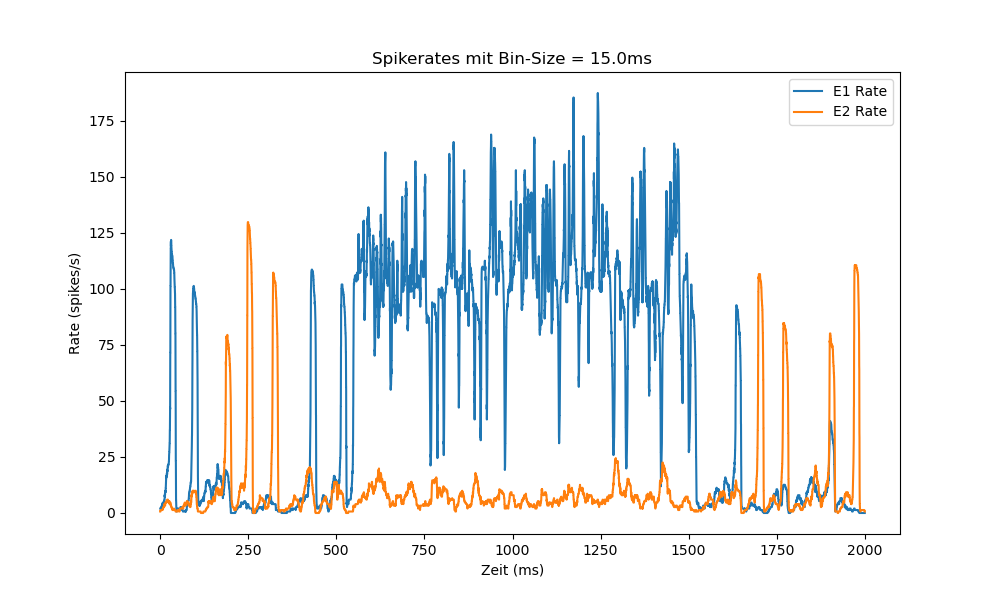 Spikerates mit Bin-Size = 15.0ms
E1 Rate
E2 Rate
Rate (spikes/s)
175
150
125
100
75
50
25
0
0 250 500 750 1000 1250 1500 1750 2000
Zeit (ms)